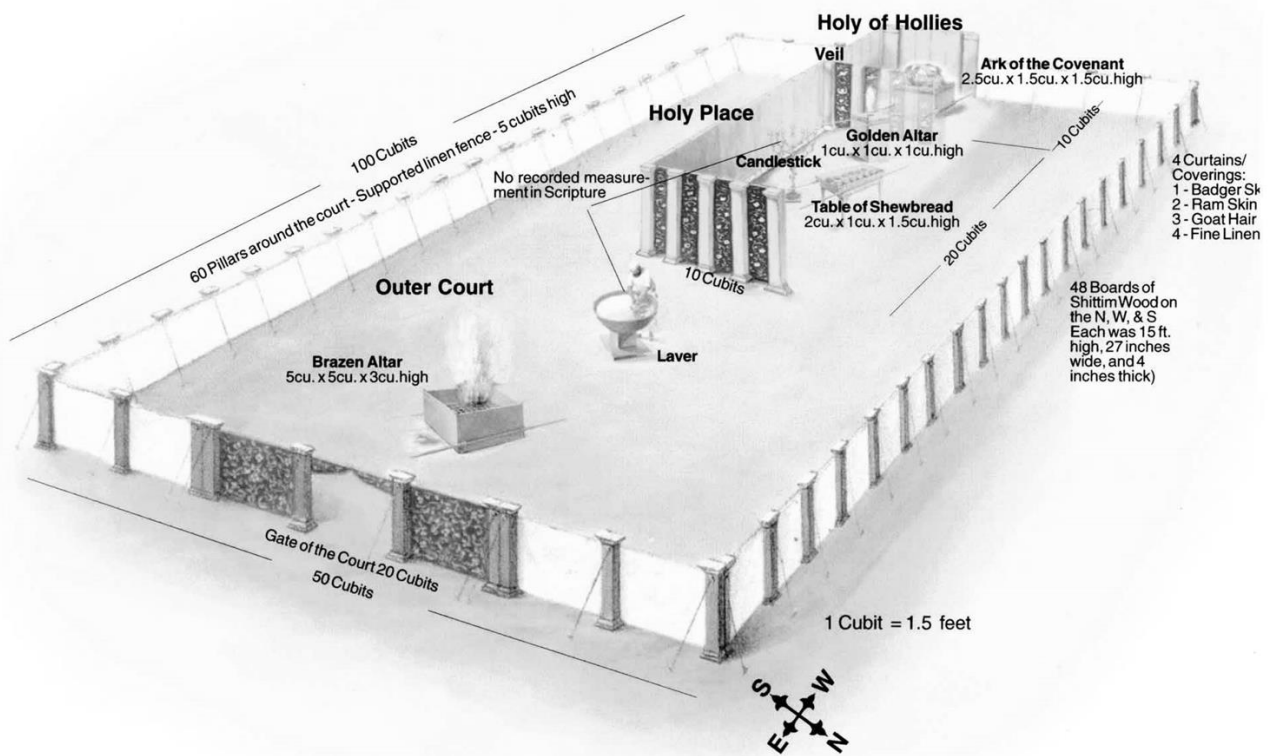 Holy of Hollies
Veil
Ark of the Covenant
2.5cu. x 1.5cu. x 1.5cu.high
Holy Place
100 Cubits
60 Pillars around the court - Supported linen fence - 5 cubits high
10 Cubits
Golden Altar
1cu. x 1cu. x 1cu.high
Candlestick
No recorded measure-
ment in Scripture
4 Curtains/
Coverings:
1 - Badger Sk
2 - Ram Skin
3 - Goat Hair
4 - Fine Linen
Table of Shewbread
2cu. x 1cu. x 1.5cu.high
20 Cubits
10 Cubits
Outer Court
48 Boards of
Shittim Wood on
the N, W, & S
Each was 15 ft.
high, 27 inches
wide, and 4
inches thick)
Laver
Brazen Altar
5cu. x 5cu. x 3cu.high
Gate of the Court 20 Cubits
50 Cubits
1 Cubit = 1.5 feet
S
W
E
N